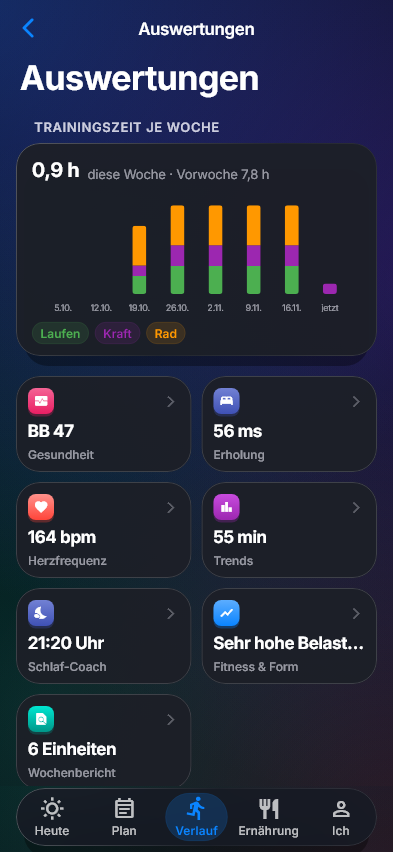 Auswertungen
Auswertungen
TRAININGSZEIT JE WOCHE
0,9 h diese Woche · Vorwoche 7,8 h
5.10. 12.10. 19.10. 26.10. 2.11. 9.11. 16.11. jetzt
Laufen Kraft Rad
BB 47
Gesundheit
56 ms
Erholung
164 bpm
Herzfrequenz
55 min
Trends
21:20 Uhr
Schlaf-Coach
Sehr hohe Belast…
Fitness & Form
6 Einheiten
Wochenbericht
Heute Plan Verlauf Ernährung Ich